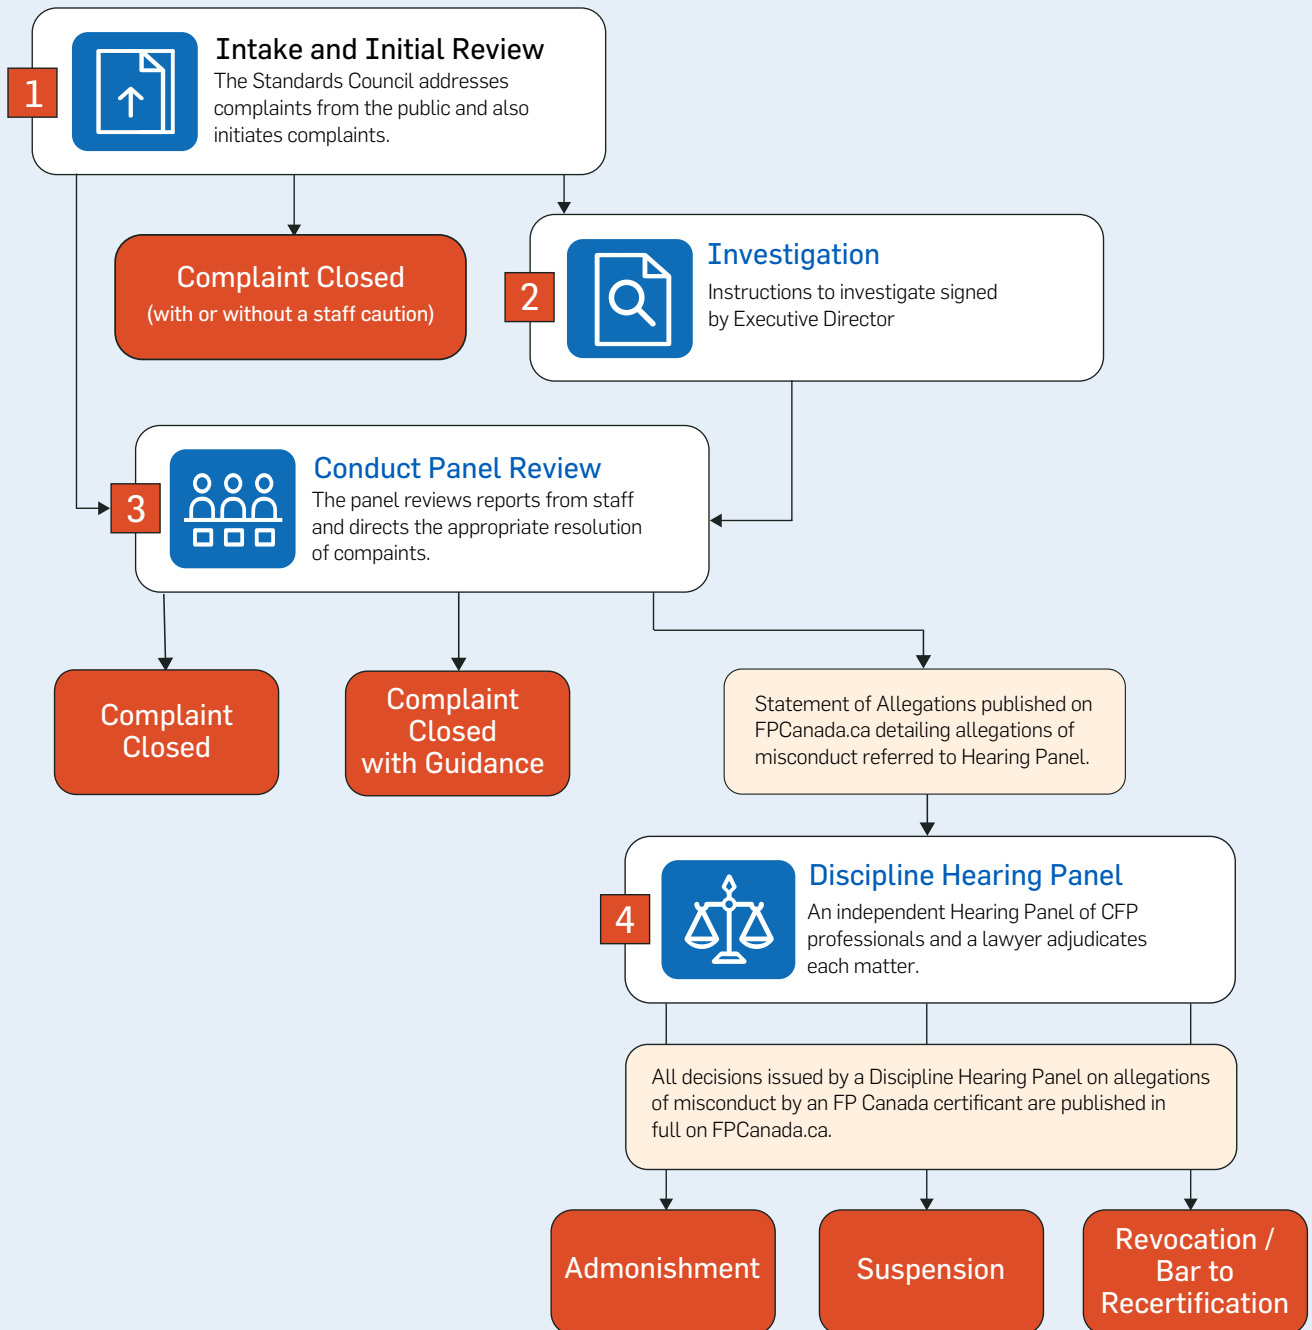 1
Intake and Initial Review
The Standards Council addresses
complaints from the public and also
initiates complaints.
Complaint Closed
(with or without a staff caution)
2
Investigation
Instructions to investigate signed
by Executive Director
3
Conduct Panel Review
The panel reviews reports from staff
and directs the appropriate resolution
of compaints.
Complaint
Closed
Complaint
Closed
with Guidance
Statement of Allegations published on
FPCanada.ca detailing allegations of
misconduct referred to Hearing Panel.
4
Discipline Hearing Panel
An independent Hearing Panel of CFP
professionals and a lawyer adjudicates
each matter.
All decisions issued by a Discipline Hearing Panel on allegations
of misconduct by an FP Canada certificant are published in
full on FPCanada.ca.
Admonishment
Suspension
Revocation /
Bar to
Recertification